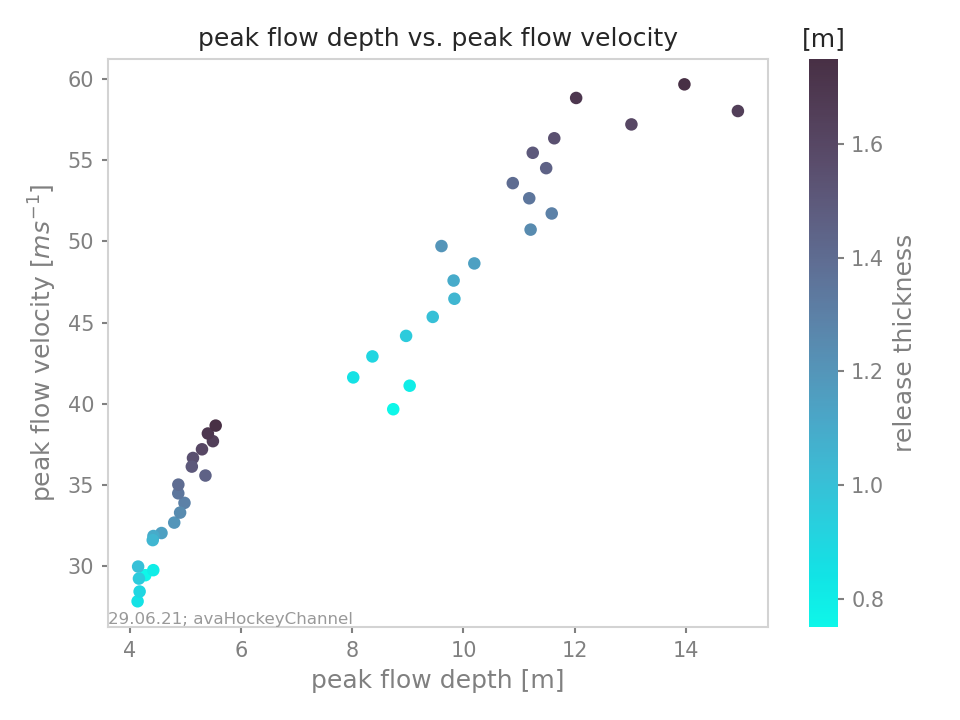 peak flow depth vs. peak flow velocity
[m]
60
55
50
45
40
35
30
peak flow velocity [ms⁻¹]
29.06.21; avaHockeyChannel
4 6 8 10 12 14
peak flow depth [m]
1.6
1.4
1.2
1.0
0.8
release thickness